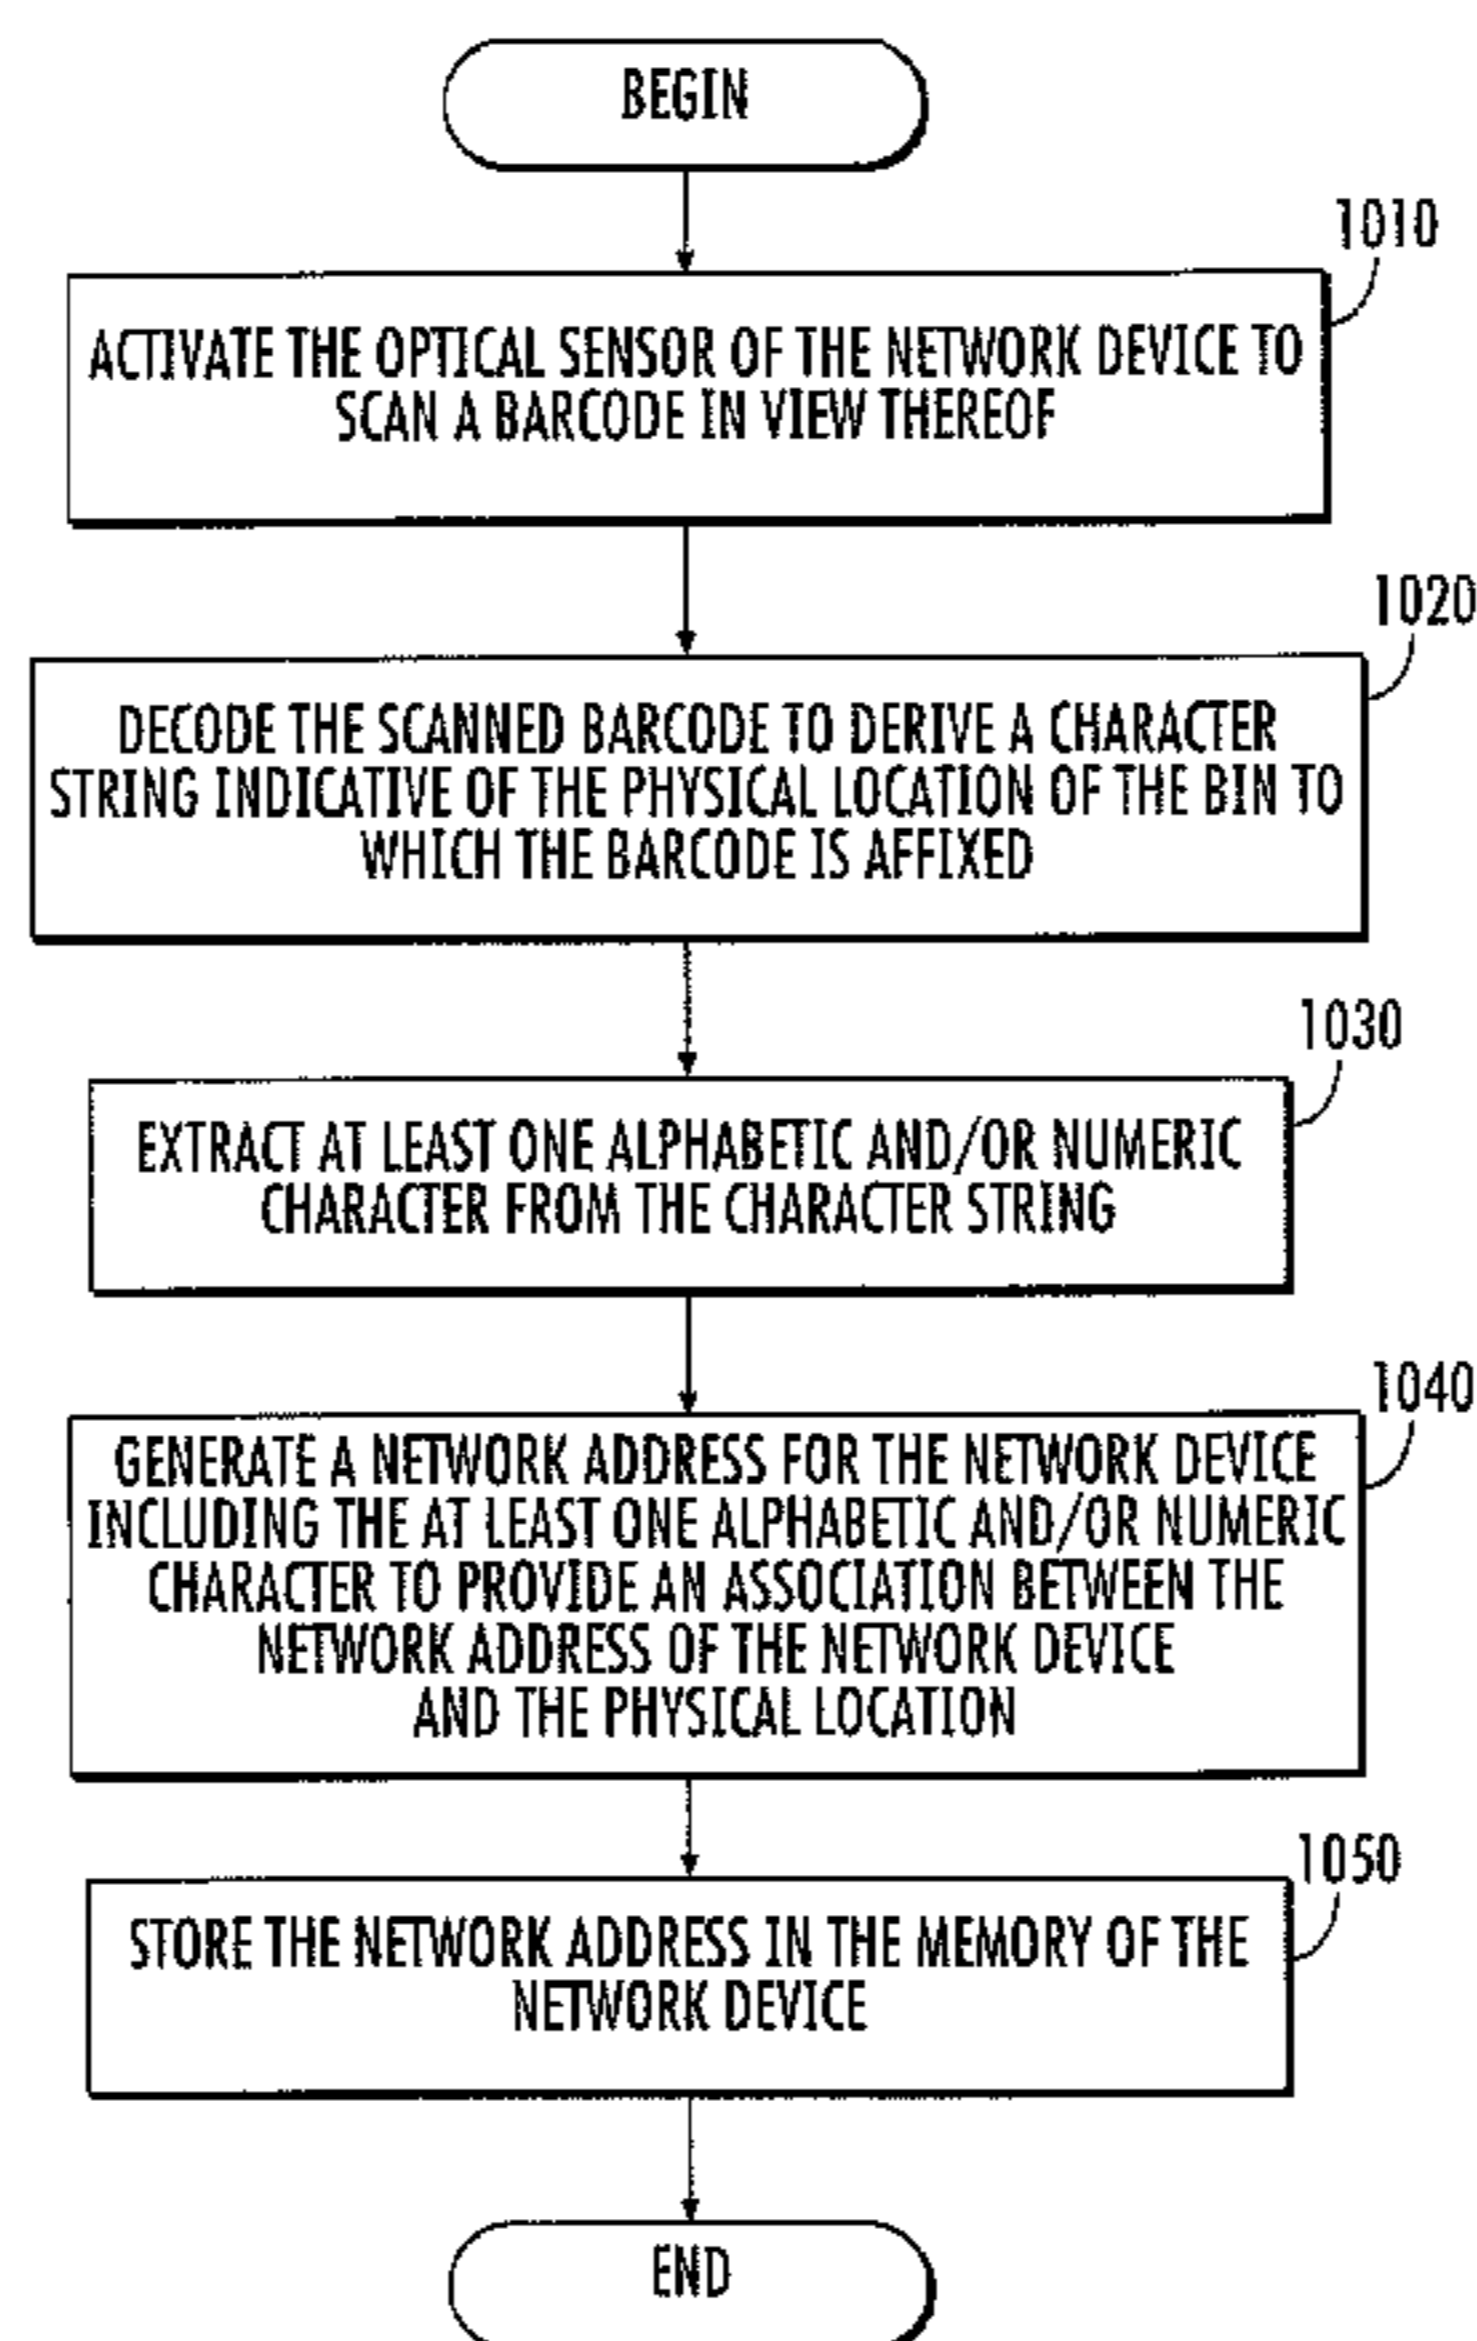 BEGIN
1010
ACTIVATE THE OPTICAL SENSOR OF THE NETWORK DEVICE TO
SCAN A BARCODE IN VIEW THEREOF
1020
DECODE THE SCANNED BARCODE TO DERIVE A CHARACTER
STRING INDICATIVE OF THE PHYSICAL LOCATION OF THE BIN TO
WHICH THE BARCODE IS AFFIXED
1030
EXTRACT AT LEAST ONE ALPHABETIC AND/OR NUMERIC
CHARACTER FROM THE CHARACTER STRING
1040
GENERATE A NETWORK ADDRESS FOR THE NETWORK DEVICE
INCLUDING THE AT LEAST ONE ALPHABETIC AND/OR NUMERIC
CHARACTER TO PROVIDE AN ASSOCIATION BETWEEN THE
NETWORK ADDRESS OF THE NETWORK DEVICE
AND THE PHYSICAL LOCATION
1050
STORE THE NETWORK ADDRESS IN THE MEMORY OF THE
NETWORK DEVICE
END